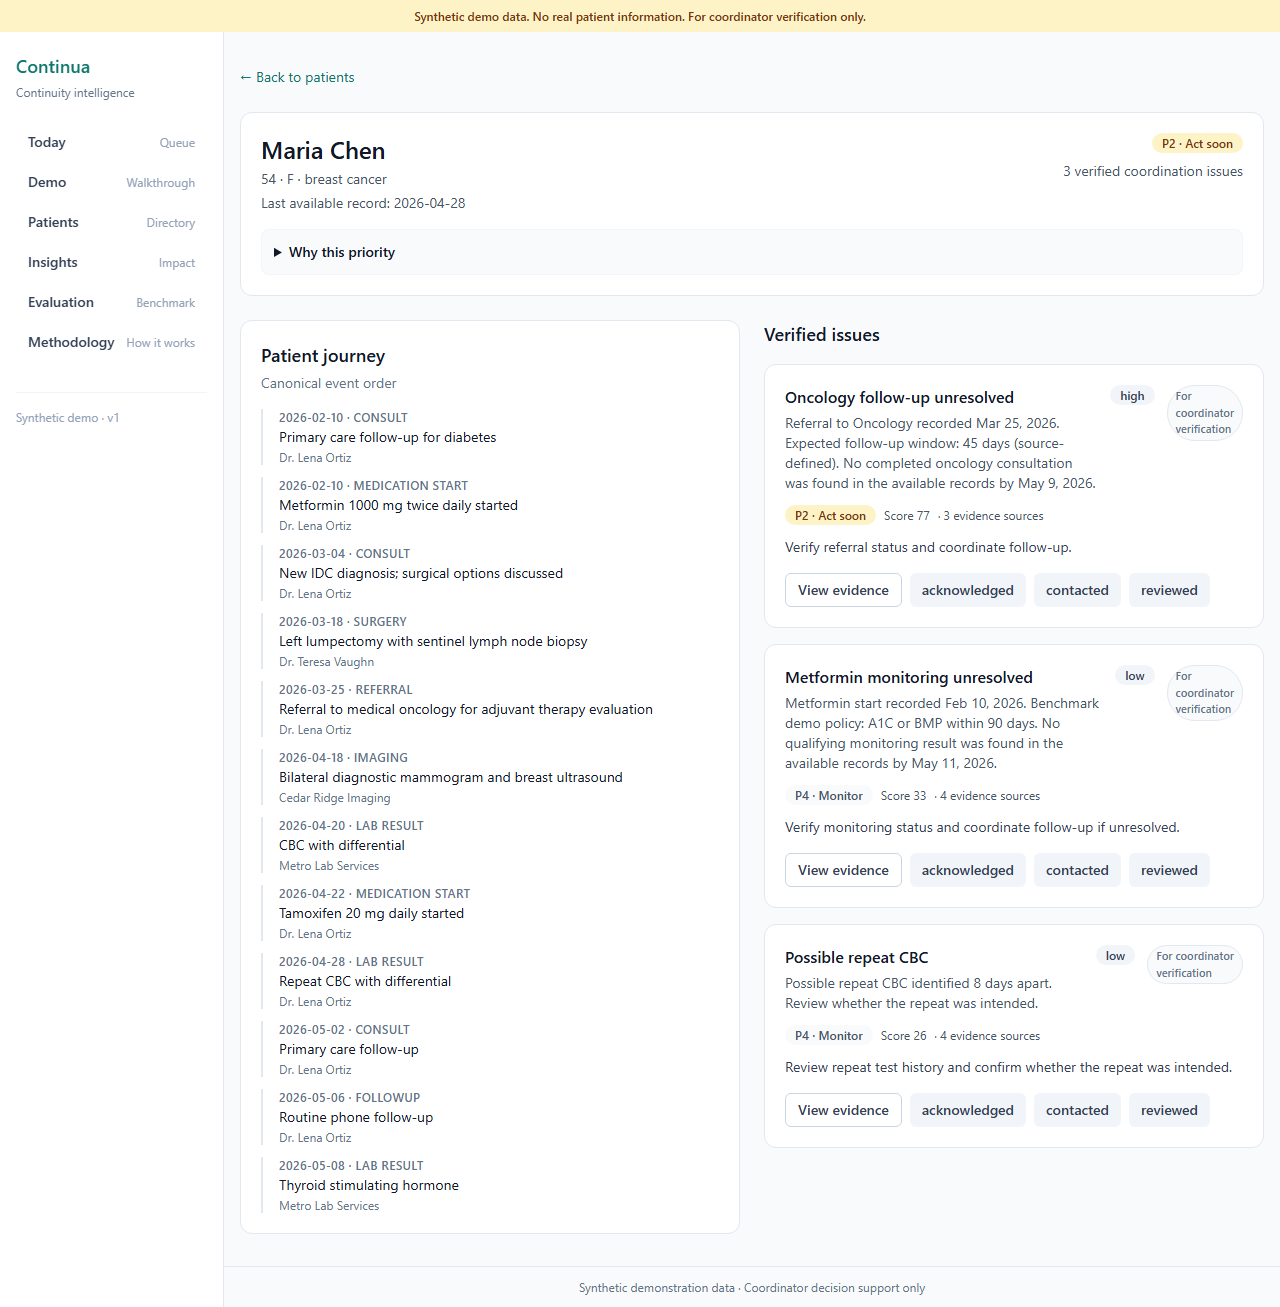 Synthetic demo data. No real patient information. For coordinator verification only.
Continua
Continuity intelligence
Today Queue
Demo Walkthrough
Patients Directory
Insights Impact
Evaluation Benchmark
Methodology How it works
Synthetic demo · v1
← Back to patients
Maria Chen
54 · F · breast cancer
Last available record: 2026-04-28
P2 · Act soon
3 verified coordination issues
▶ Why this priority
Patient journey
Canonical event order
2026-02-10 · CONSULT
Primary care follow-up for diabetes
Dr. Lena Ortiz
2026-02-10 · MEDICATION START
Metformin 1000 mg twice daily started
Dr. Lena Ortiz
2026-03-04 · CONSULT
New IDC diagnosis; surgical options discussed
Dr. Lena Ortiz
2026-03-18 · SURGERY
Left lumpectomy with sentinel lymph node biopsy
Dr. Teresa Vaughn
2026-03-25 · REFERRAL
Referral to medical oncology for adjuvant therapy evaluation
Dr. Lena Ortiz
2026-04-18 · IMAGING
Bilateral diagnostic mammogram and breast ultrasound
Cedar Ridge Imaging
2026-04-20 · LAB RESULT
CBC with differential
Metro Lab Services
2026-04-22 · MEDICATION START
Tamoxifen 20 mg daily started
Dr. Lena Ortiz
2026-04-28 · LAB RESULT
Repeat CBC with differential
Dr. Lena Ortiz
2026-05-02 · CONSULT
Primary care follow-up
Dr. Lena Ortiz
2026-05-06 · FOLLOWUP
Routine phone follow-up
Dr. Lena Ortiz
2026-05-08 · LAB RESULT
Thyroid stimulating hormone
Metro Lab Services
Verified issues
Oncology follow-up unresolved
high
For
coordinator
verification
Referral to Oncology recorded Mar 25, 2026.
Expected follow-up window: 45 days (source-
defined). No completed oncology consultation
was found in the available records by May 9, 2026.
P2 · Act soon Score 77 · 3 evidence sources
Verify referral status and coordinate follow-up.
View evidence acknowledged contacted reviewed
Metformin monitoring unresolved
low
For
coordinator
verification
Metformin start recorded Feb 10, 2026. Benchmark
demo policy: A1C or BMP within 90 days. No
qualifying monitoring result was found in the
available records by May 11, 2026.
P4 · Monitor Score 33 · 4 evidence sources
Verify monitoring status and coordinate follow-up if unresolved.
View evidence acknowledged contacted reviewed
Possible repeat CBC
low
For coordinator
verification
Possible repeat CBC identified 8 days apart.
Review whether the repeat was intended.
P4 · Monitor Score 26 · 4 evidence sources
Review repeat test history and confirm whether the repeat was intended.
View evidence acknowledged contacted reviewed
Synthetic demonstration data · Coordinator decision support only